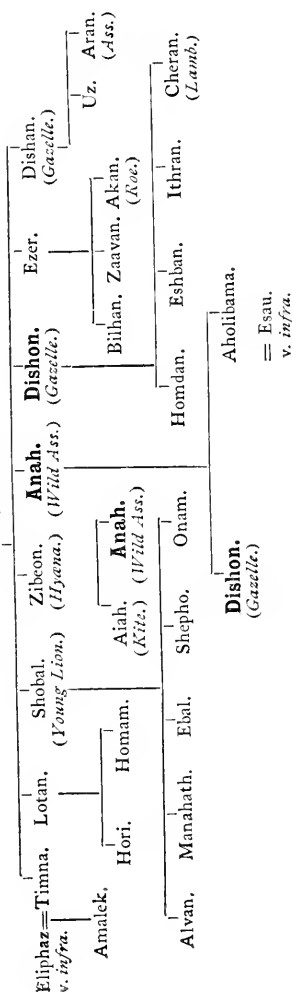 Eliphaz=Timna. Lotan. Shobal. Zibeon. Anah. Dishon. Ezer. Dishan.
v. infra. (Young Lion.) (Hyæna.) (Wild Ass.) (Gazelle.) (Gazelle.)
Amalek. Hori. Homam. Aiah. Anah. Bilhan. Zaavan. Akan. Uz. Aran.
(Kite.) (Wild Ass.) (Roe.) (Ass.)
Alvan. Manahath. Ebal. Shepho. Onam. Homdan. Eshban. Ithran. Cheran.
(Lamb.)
Dishon. Aholibama.
(Gazelle.) = Esau.
v. infra.